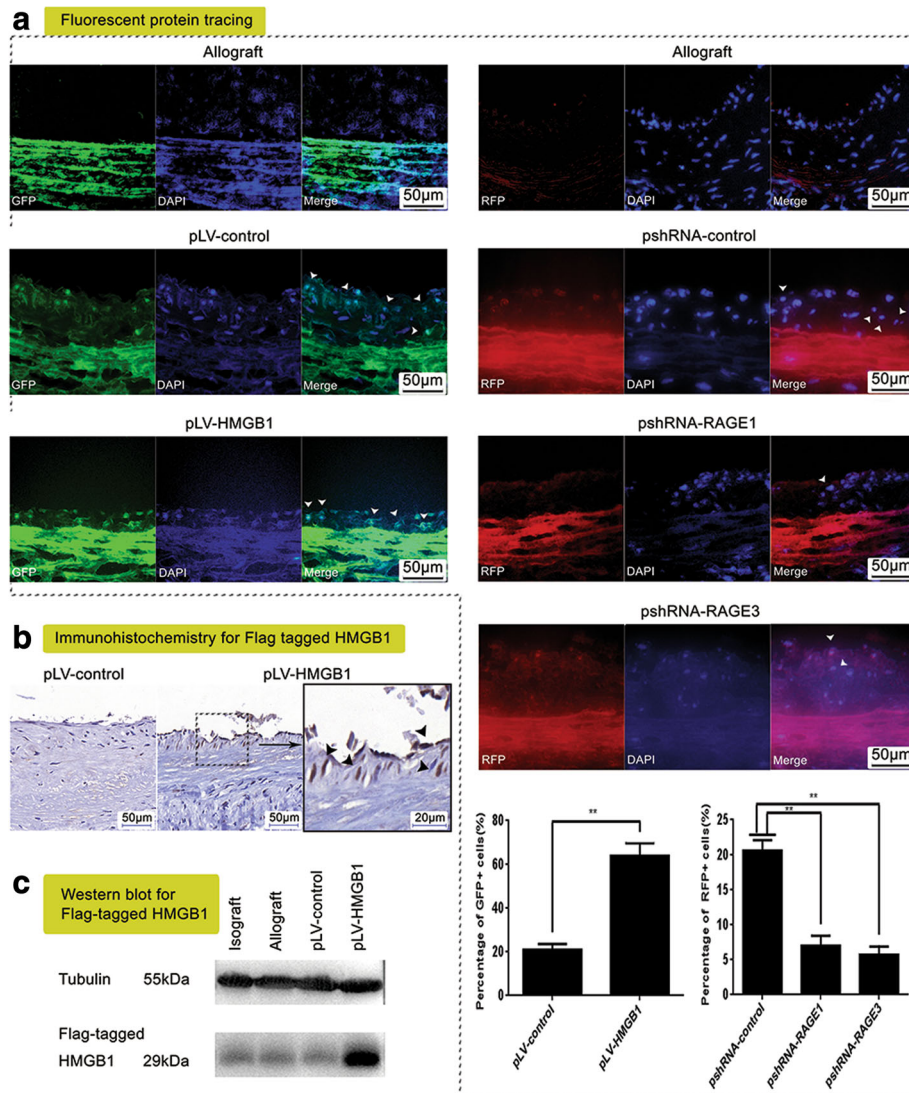 a Fluorescent protein tracing
Allograft
GFP DAPI Merge 50μm
pLV-control
GFP DAPI Merge 50μm
pLV-HMGB1
GFP DAPI Merge 50μm
Allograft
RFP DAPI Merge 50μm
pshRNA-control
RFP DAPI Merge 50μm
pshRNA-RAGE1
RFP DAPI Merge 50μm
pshRNA-RAGE3
RFP DAPI Merge 50μm
b Immunohistochemistry for Flag tagged HMGB1
pLV-control pLV-HMGB1
50μm 50μm 20μm
c Western blot for
Flag-tagged HMGB1
Isograft
Allograft
pLV-control
pLV-HMGB1
Tubulin 55kDa
Flag-tagged
HMGB1 29kDa
Percentage of GFP+ cells(%)
80
60
40
20
0
**
pLV-control
pLV-HMGB1
Percentage of RFP+ cells(%)
25
20
15
10
5
0
**
**
pshRNA-control
pshRNA-RAGE1
pshRNA-RAGE3